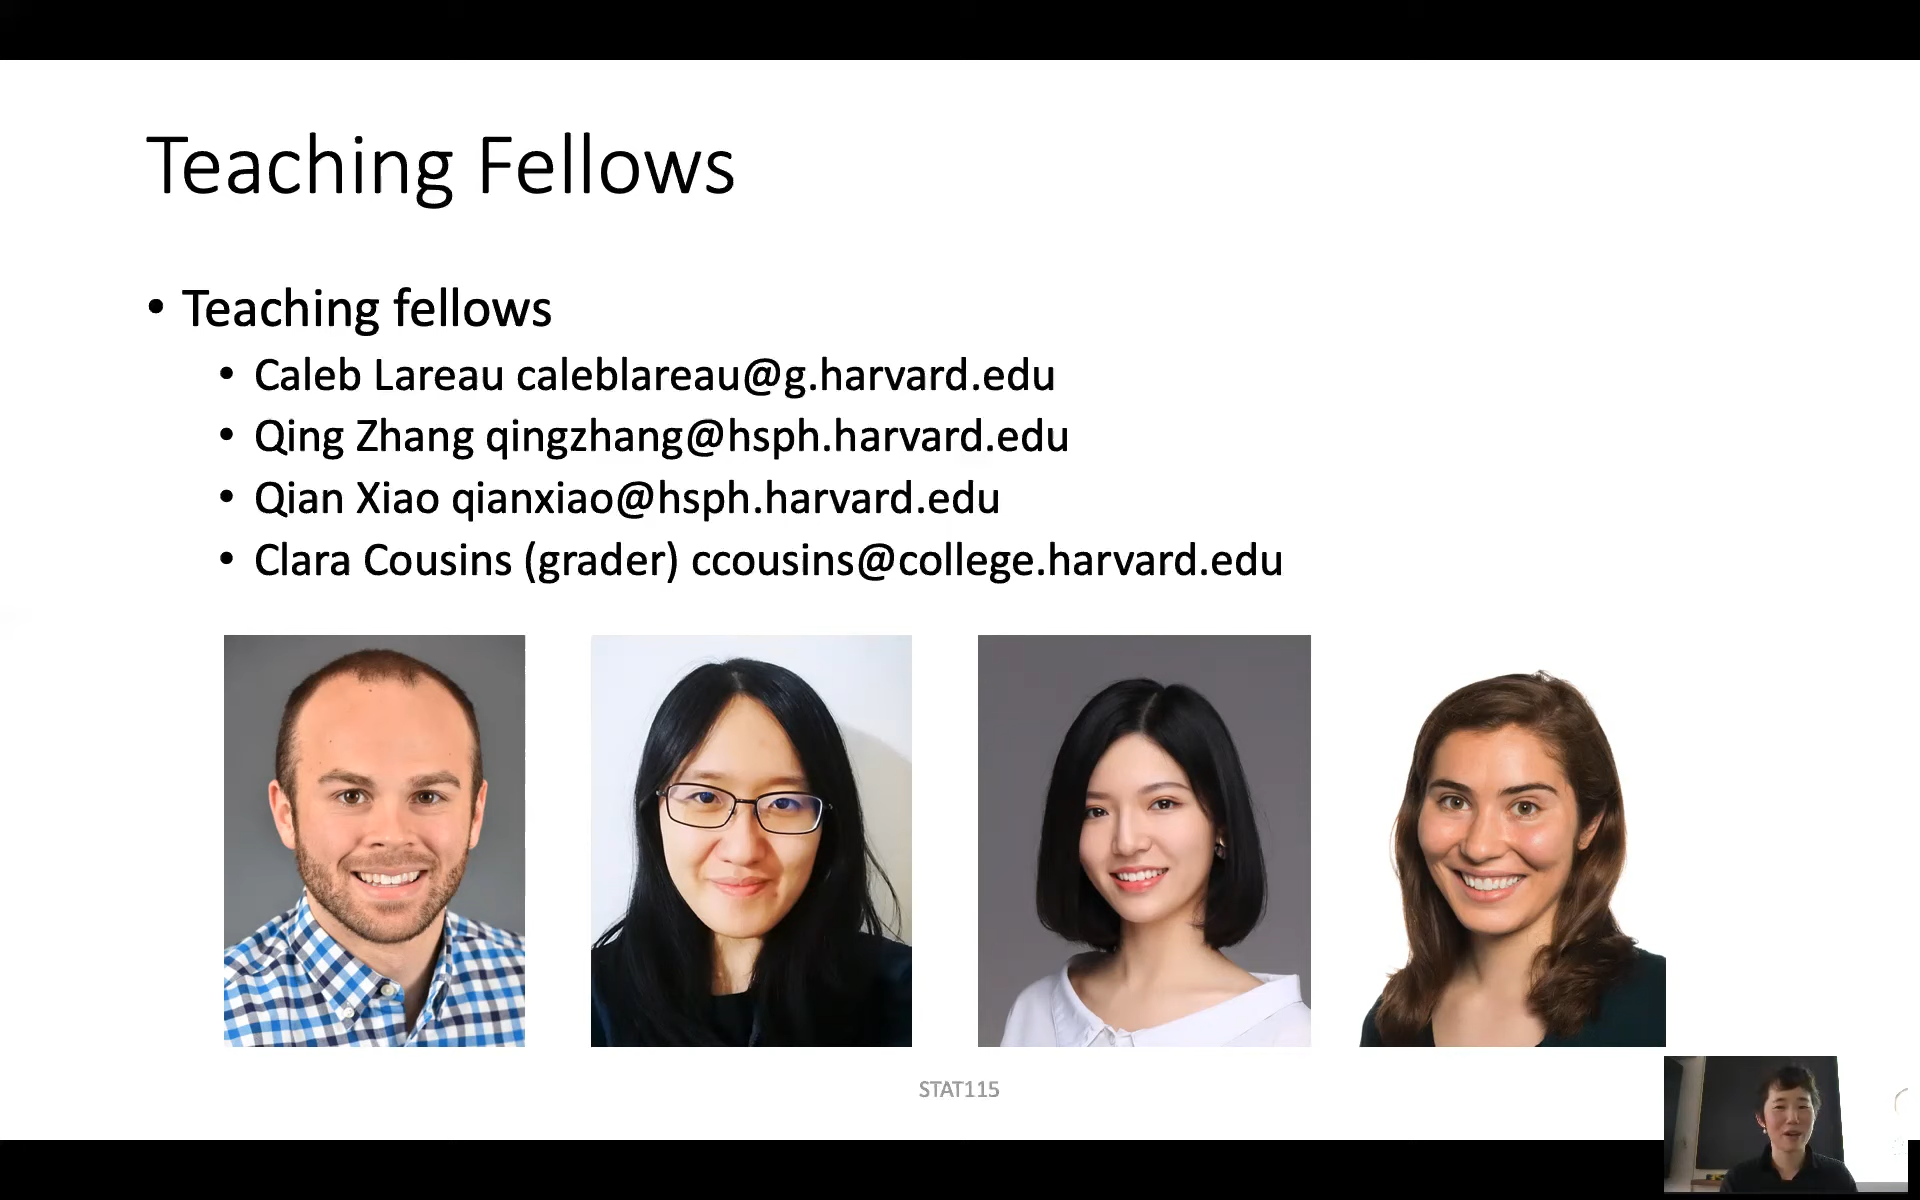 Teaching Fellows
• Teaching fellows
• Caleb Lareau caleblareau@g.harvard.edu
• Qing Zhang qingzhang@hsph.harvard.edu
• Qian Xiao qianxiao@hsph.harvard.edu
• Clara Cousins (grader) ccousins@college.harvard.edu
STAT115